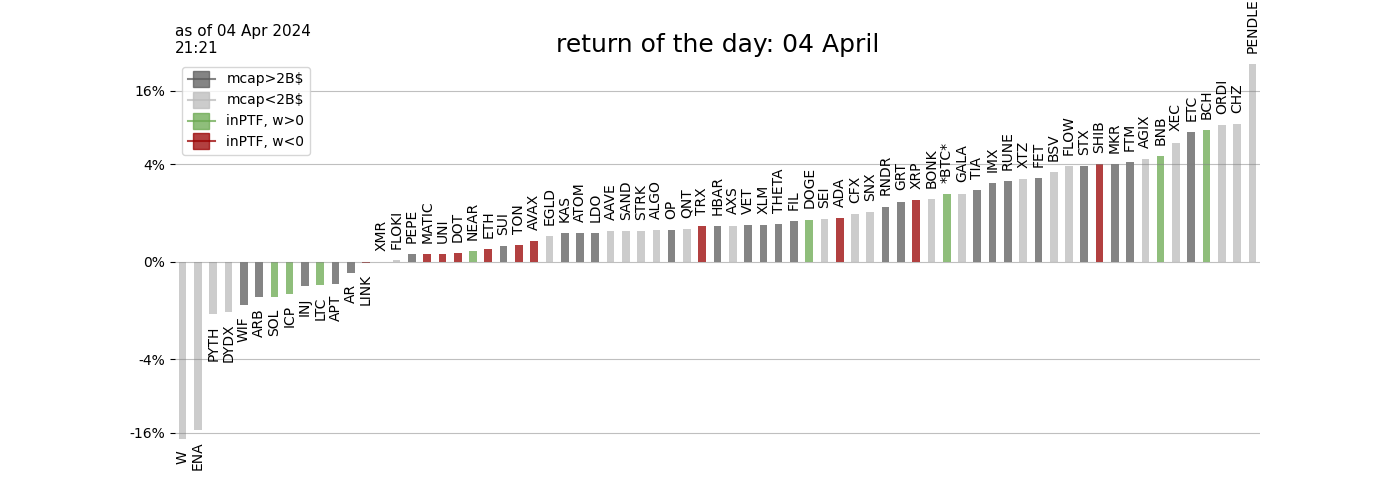 as of 04 Apr 2024
21:21
return of the day: 04 April
mcap>2B$
mcap<2B$
inPTF, w>0
inPTF, w<0
16%
4%
0%
-4%
-16%
W
ENA
PYTH
DYDX
WIF
ARB
SOL
ICP
INJ
LTC
APT
AR
LINK
XMR
FLOKI
PEPE
MATIC
UNI
DOT
NEAR
ETH
SUI
TON
AVAX
EGLD
KAS
ATOM
LDO
AAVE
SAND
STRK
ALGO
OP
QNT
TRX
HBAR
AXS
VET
XLM
THETA
FIL
DOGE
SEI
ADA
CFX
SNX
RNDR
GRT
XRP
BONK
*BTC*
GALA
TIA
IMX
RUNE
XTZ
FET
BSV
FLOW
STX
SHIB
MKR
FTM
AGIX
BNB
XEC
ETC
BCH
ORDI
CHZ
PENDLE